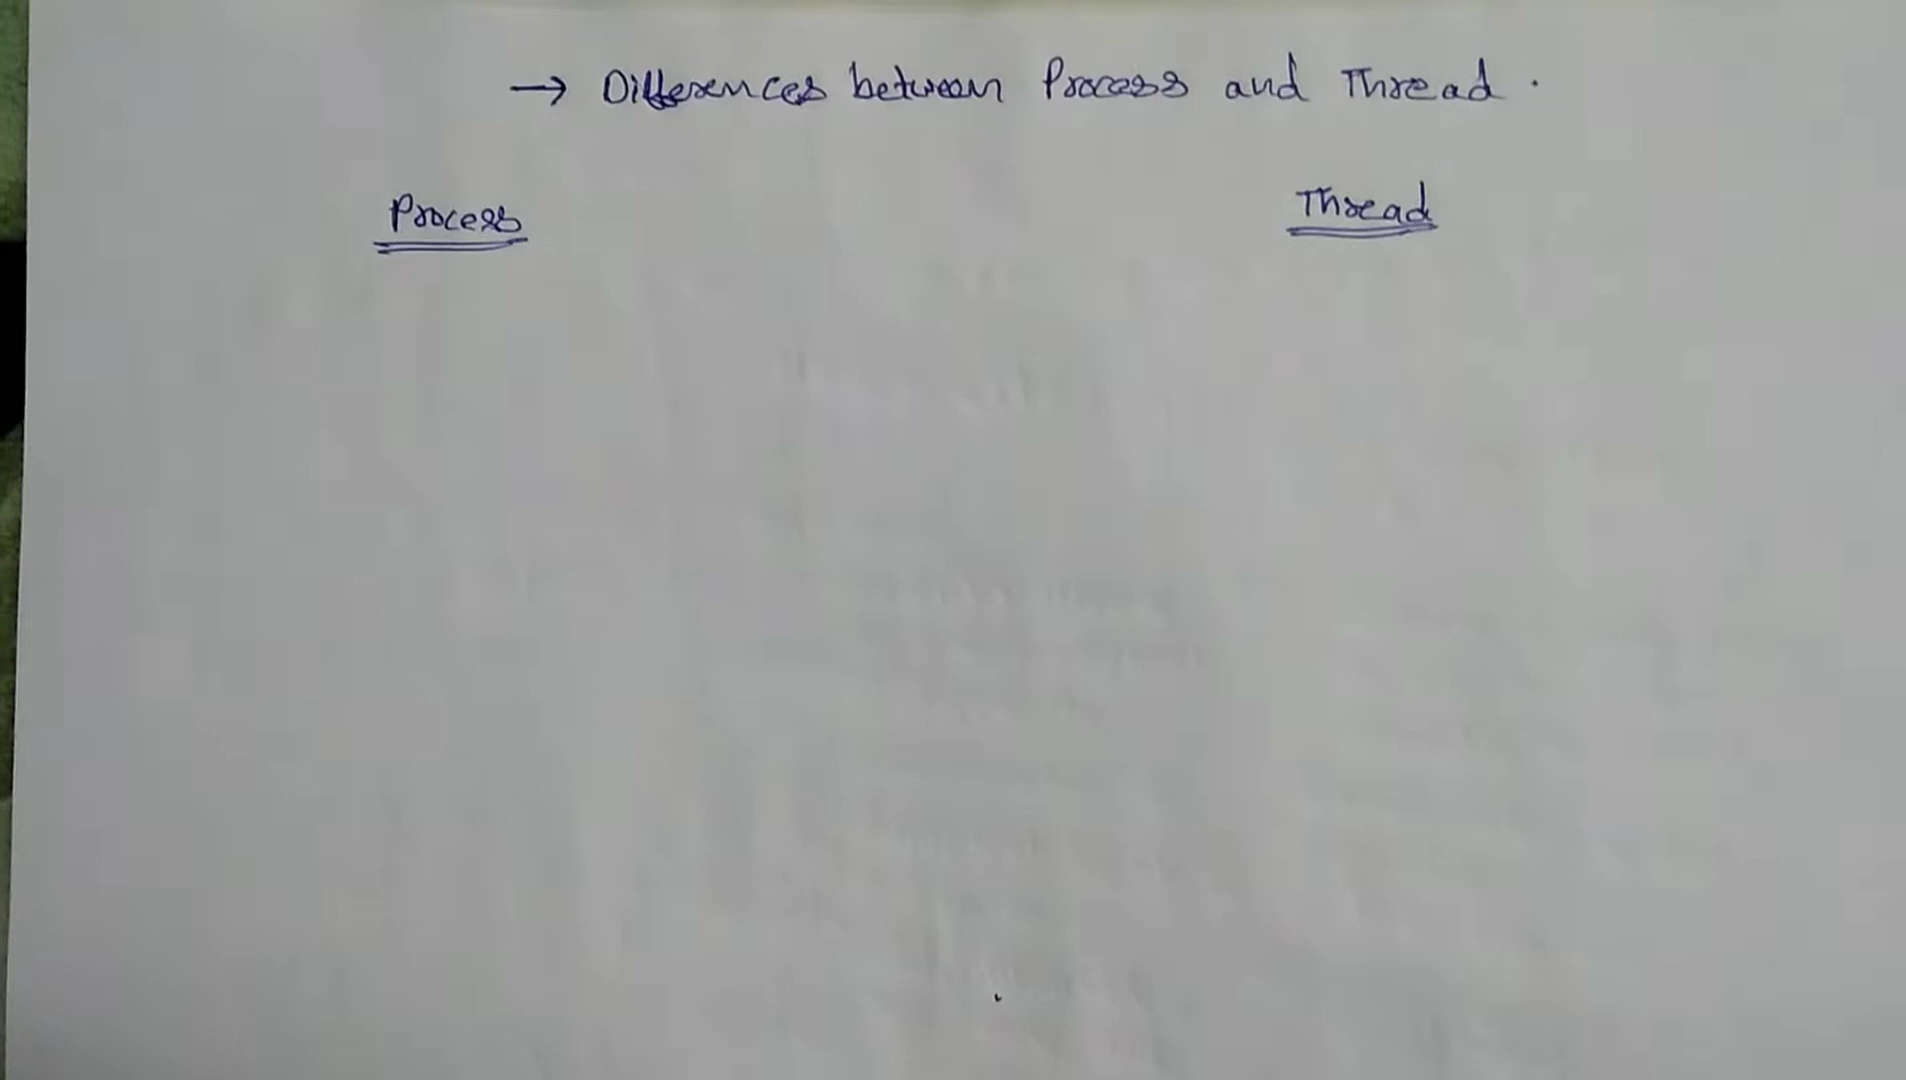 → Differences between Process and Thread.
Process
Thread